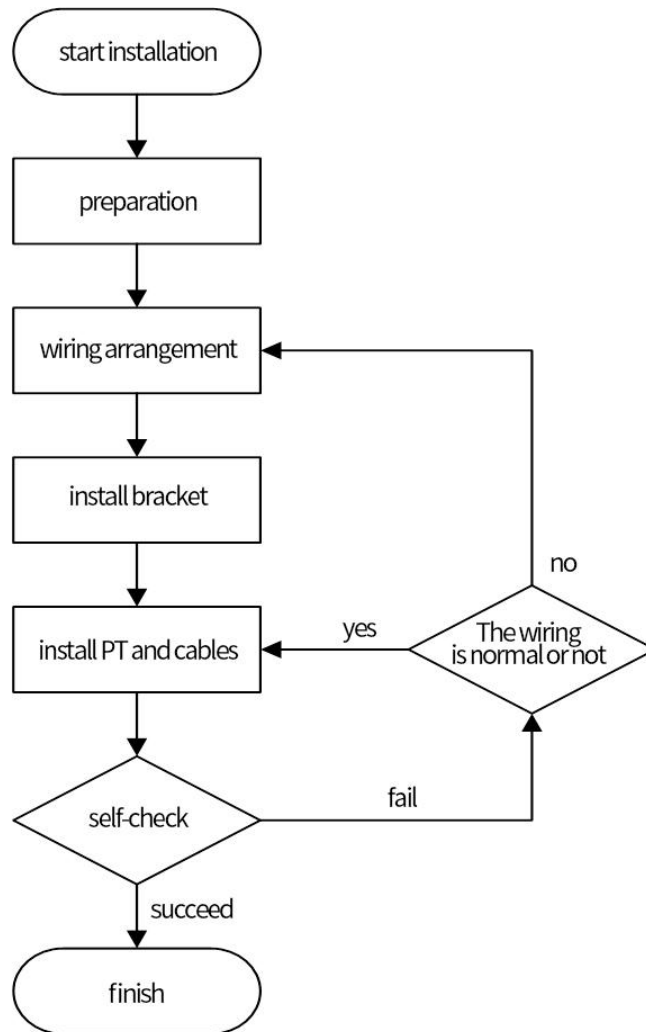 start installation
preparation
wiring arrangement
install bracket
no
yes
The wiring
is normal or not
install PT and cables
self-check
fail
succeed
finish